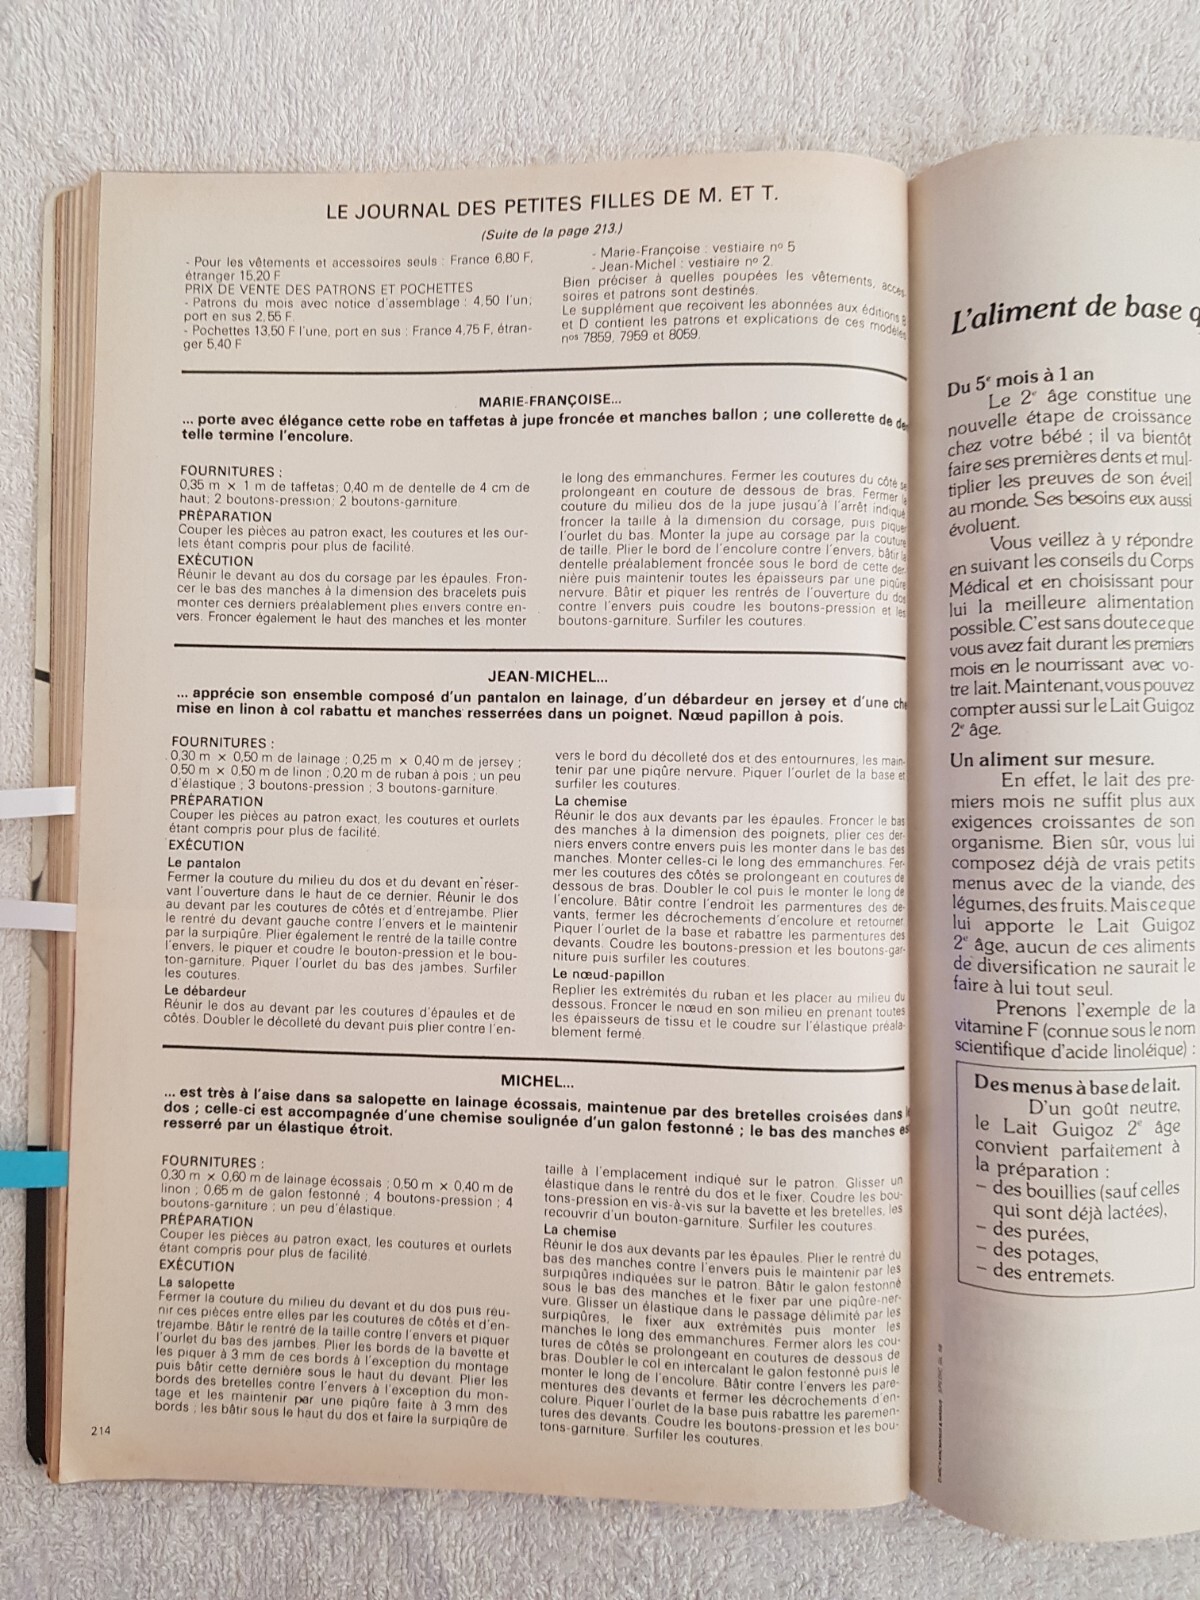 LE JOURNAL DES PETITES FILLES DE M. ET T.
(Suite de la page 213.)
- Pour les vêtements et accessoires seuls : France 6,80 F,
étranger 15,20 F
PRIX DE VENTE DES PATRONS ET POCHETTES
- Patrons du mois avec notice d'assemblage : 4,50 l'un,
port en sus 2,55 F.
- Pochettes 13,50 F l'une, port en sus : France 4,75 F, étran-
ger 5,40 F
- Marie-Françoise : vestiaire nº 5
- Jean-Michel : vestiaire nº 2.
Bien préciser à quelles poupées les vêtements, acces-
soires et patrons sont destinés.
Le supplément que reçoivent les abonnées aux éditions B
et D contient les patrons et explications de ces modèles
nos 7859, 7959 et 8059.
MARIE-FRANÇOISE...
... porte avec élégance cette robe en taffetas à jupe froncée et manches ballon ; une collerette de den
telle termine l'encolure.
FOURNITURES :
0,35 m × 1 m de taffetas; 0,40 m de dentelle de 4 cm de
haut; 2 boutons-pression; 2 boutons-garniture.
PRÉPARATION
Couper les pièces au patron exact, les coutures et les our-
lets étant compris pour plus de facilité.
EXÉCUTION
Réunir le devant au dos du corsage par les épaules. Fron-
cer le bas des manches à la dimension des bracelets puis
monter ces derniers préalablement pliés envers contre en-
vers. Froncer également le haut des manches et les monter
le long des emmanchures. Fermer les coutures du côté se
prolongeant en couture de dessous de bras. Fermer la
couture du milieu dos de la jupe jusqu'à l'arrêt indiqué
froncer la taille à la dimension du corsage, puis piquer
l'ourlet du bas. Monter la jupe au corsage par la couture
de taille. Plier le bord de l'encolure contre l'envers, bâtir la
dentelle préalablement froncée sous le bord de cette der-
nière puis maintenir toutes les épaisseurs par une piqûre
nervure. Bâtir et piquer les rentrés de l'ouverture du dos
contre l'envers puis coudre les boutons-pression et les
boutons-garniture. Surfiler les coutures.
JEAN-MICHEL...
... apprécie son ensemble composé d'un pantalon en lainage, d'un débardeur en jersey et d'une che
mise en linon à col rabattu et manches resserrées dans un poignet. Nœud papillon à pois.
FOURNITURES :
0,30 m × 0,50 m de lainage ; 0,25 m × 0,40 m de jersey ;
0,50 m × 0,50 m de linon ; 0,20 m de ruban à pois ; un peu
d'élastique ; 3 boutons-pression ; 3 boutons-garniture.
PRÉPARATION
Couper les pièces au patron exact, les coutures et ourlets
étant compris pour plus de facilité.
EXÉCUTION
Le pantalon
Fermer la couture du milieu du dos et du devant en réser-
vant l'ouverture dans le haut de ce dernier. Réunir le dos
au devant par les coutures de côtés et d'entrejambe. Plier
le rentré du devant gauche contre l'envers et le maintenir
par la surpiqûre. Plier également le rentré de la taille contre
l'envers, le piquer et coudre le bouton-pression et le bou-
ton-garniture. Piquer l'ourlet du bas des jambes. Surfiler
les coutures.
Le débardeur
Réunir le dos au devant par les coutures d'épaules et de
côtés. Doubler le décolleté du devant puis plier contre l'en-
vers le bord du décolleté dos et des entournures, les main-
tenir par une piqûre nervure. Piquer l'ourlet de la base et
surfiler les coutures.
La chemise
Réunir le dos aux devants par les épaules. Froncer le bas
des manches à la dimension des poignets, plier ces der-
niers envers contre envers puis les monter dans le bas des
manches. Monter celles-ci le long des emmanchures. Fer-
mer les coutures des côtés se prolongeant en coutures de
dessous de bras. Doubler le col puis le monter le long de
l'encolure. Bâtir contre l'endroit les parmentures des de-
vants, fermer les décrochements d'encolure et retourner.
Piquer l'ourlet de la base et rabattre les parmentures des
devants. Coudre les boutons-pression et les boutons-gar-
niture puis surfiler les coutures.
Le nœud-papillon
Replier les extrémités du ruban et les placer au milieu du
dessous. Froncer le nœud en son milieu en prenant toutes
les épaisseurs de tissu et le coudre sur l'élastique préala-
blement fermé.
MICHEL...
... est très à l'aise dans sa salopette en lainage écossais, maintenue par des bretelles croisées dans le
dos ; celle-ci est accompagnée d'une chemise soulignée d'un galon festonné ; le bas des manches est
resserré par un élastique étroit.
FOURNITURES :
0,30 m × 0,60 m de lainage écossais ; 0,50 m × 0,40 m de
linon ; 0,65 m de galon festonné ; 4 boutons-pression ; 4
boutons-garniture ; un peu d'élastique.
PRÉPARATION
Couper les pièces au patron exact, les coutures et ourlets
étant compris pour plus de facilité.
EXÉCUTION
La salopette
Fermer la couture du milieu du devant et du dos puis réu-
nir ces pièces entre elles par les coutures de côtés et d'en-
trejambe. Bâtir le rentré de la taille contre l'envers et piquer
l'ourlet du bas des jambes. Plier les bords de la bavette et
les piquer à 3 mm de ces bords à l'exception du montage
puis bâtir cette dernière sous le haut du devant. Plier les
bords des bretelles contre l'envers à l'exception du mon-
tage et les maintenir par une piqûre faite à 3 mm des
bords ; les bâtir sous le haut du dos et faire la surpiqûre de
taille à l'emplacement indiqué sur le patron. Glisser un
élastique dans le rentré du dos et le fixer. Coudre les bou-
tons-pression en vis-à-vis sur la bavette et les bretelles, les
recouvrir d'un bouton-garniture. Surfiler les coutures.
La chemise
Réunir le dos aux devants par les épaules. Plier le rentré du
bas des manches contre l'envers puis le maintenir par les
surpiqûres indiquées sur le patron. Bâtir le galon festonné
sous le bas des manches et le fixer par une piqûre-ner-
vure. Glisser un élastique dans le passage délimité par les
surpiqûres, le fixer aux extrémités puis monter les
manches le long des emmanchures. Fermer alors les cou-
tures de côtés se prolongeant en coutures de dessous de
bras. Doubler le col en intercalant le galon festonné puis le
monter le long de l'encolure. Bâtir contre l'envers les pare-
mentures des devants et fermer les décrochements d'en-
colure. Piquer l'ourlet de la base puis rabattre les paremen-
tures des devants. Coudre les boutons-pression et les bou-
tons-garniture. Surfiler les coutures.
214
L'aliment de base q
Du 5e mois à 1 an
Le 2e âge constitue une
nouvelle étape de croissance
chez votre bébé ; il va bientôt
faire ses premières dents et mul-
tiplier les preuves de son éveil
au monde. Ses besoins eux aussi
évoluent.
Vous veillez à y répondre
en suivant les conseils du Corps
Médical et en choisissant pour
lui la meilleure alimentation
possible. C'est sans doute ce que
vous avez fait durant les premiers
mois en le nourrissant avec vo-
tre lait. Maintenant, vous pouvez
compter aussi sur le Lait Guigoz
2e âge.
Un aliment sur mesure.
En effet, le lait des pre-
miers mois ne suffit plus aux
exigences croissantes de son
organisme. Bien sûr, vous lui
composez déjà de vrais petits
menus avec de la viande, des
légumes, des fruits. Mais ce que
lui apporte le Lait Guigoz
2e âge, aucun de ces aliments
de diversification ne saurait le
faire à lui tout seul.
Prenons l'exemple de la
vitamine F (connue sous le nom
scientifique d'acide linoléique) :
Des menus à base de lait.
D'un goût neutre,
le Lait Guigoz 2e âge
convient parfaitement à
la préparation :
– des bouillies (sauf celles
qui sont déjà lactées),
– des purées,
– des potages,
– des entremets.